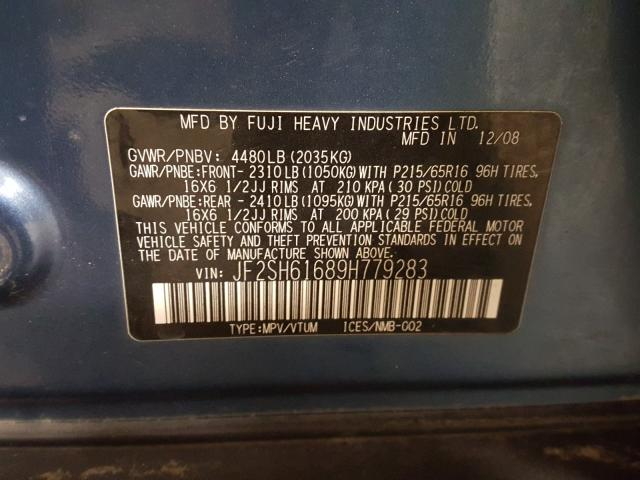 MFD BY FUJI HEAVY INDUSTRIES LTD.
MFD IN 12/08
GVWR/PNBV: 4480LB(2035KG)
GAWR/PNBE:FRONT- 2310LB(1050KG)WITH P215/65R16 96H TIRES,
16X6 1/2JJ RIMS AT 210 KPA(30 PSI)COLD
GAWR/PNBE:REAR - 2410LB(1095KG)WITH P215/65R16 96H TIRES,
16X6 1/2JJ RIMS AT 200 KPA(29 PSI)COLD
THIS VEHICLE CONFORMS TO ALL APPLICABLE FEDERAL MOTOR
VEHICLE SAFETY AND THEFT PREVENTION STANDARDS IN EFFECT ON
THE DATE OF MANUFACTURE SHOWN ABOVE.
VIN: JF2SH61689H779283
TYPE:MPV/VTUM ICES/NMB-002